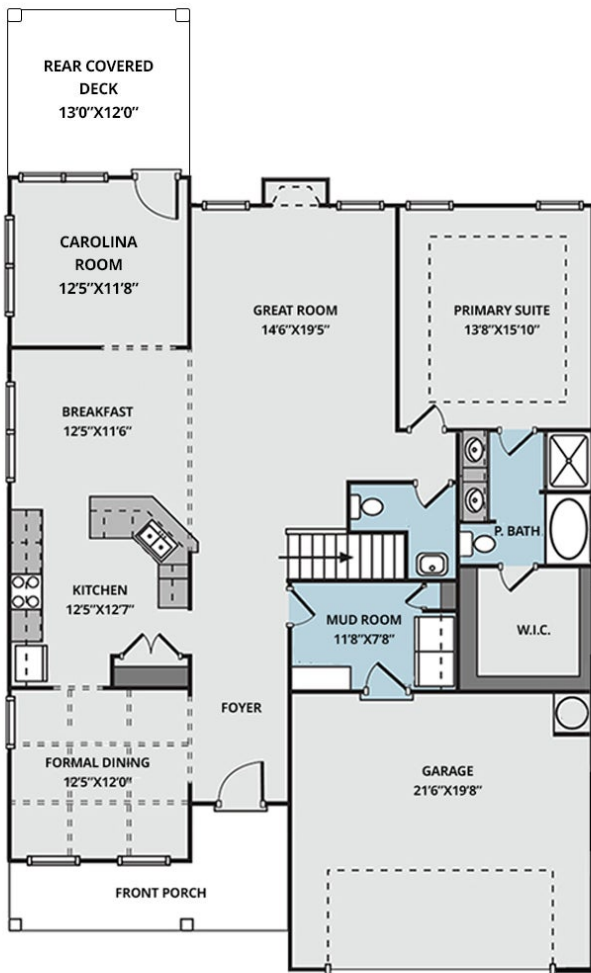 REAR COVERED
DECK
13'0"X12'0"
CAROLINA
ROOM
12'5"X11'8"
GREAT ROOM
14'6"X19'5"
PRIMARY SUITE
13'8"X15'10"
BREAKFAST
12'5"X11'6"
P. BATH
KITCHEN
12'5"X12'7"
MUD ROOM
11'8"X7'8"
W.I.C.
FOYER
FORMAL DINING
12'5"X12'0"
GARAGE
21'6"X19'8"
FRONT PORCH